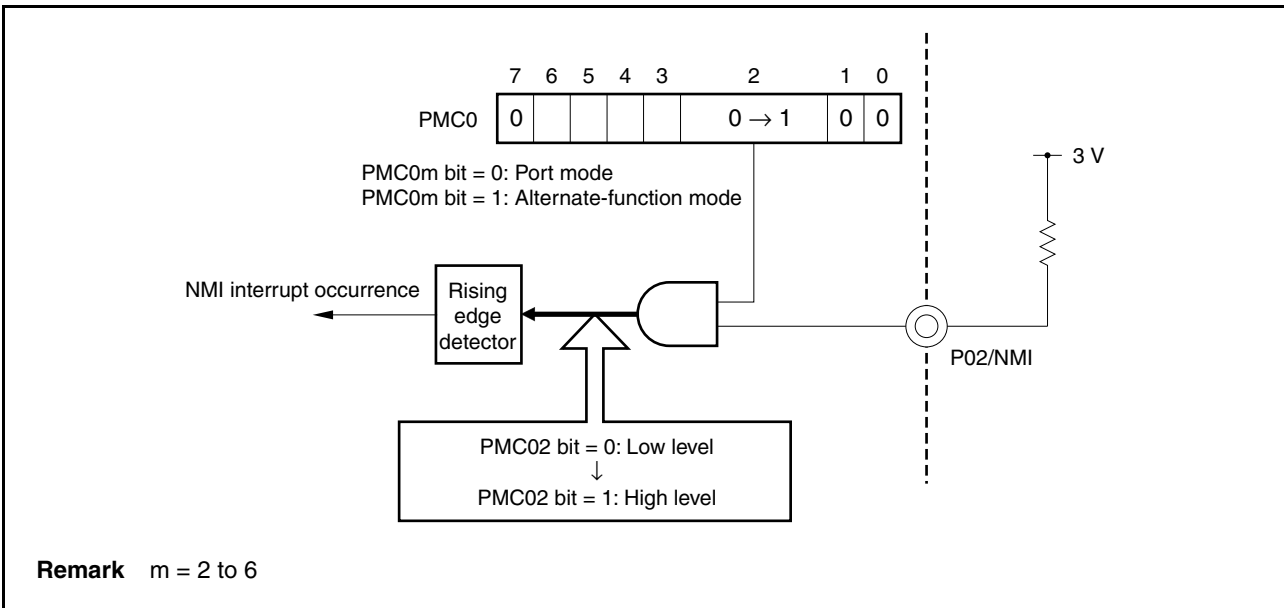 7 6 5 4 3 2 1 0
PMC0 0 0 → 1 0 0
3 V
PMC0m bit = 0: Port mode
PMC0m bit = 1: Alternate-function mode
NMI interrupt occurrence
Rising
edge
detector
P02/NMI
PMC02 bit = 0: Low level
↓
PMC02 bit = 1: High level
Remark m = 2 to 6